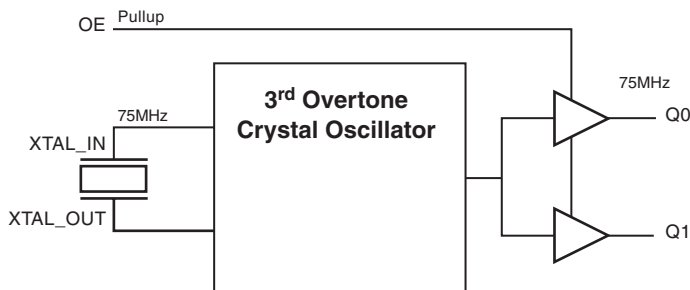 OE Pullup
75MHz
3rd Overtone
Crystal Oscillator
75MHz
Q0
XTAL_IN
XTAL_OUT
Q1